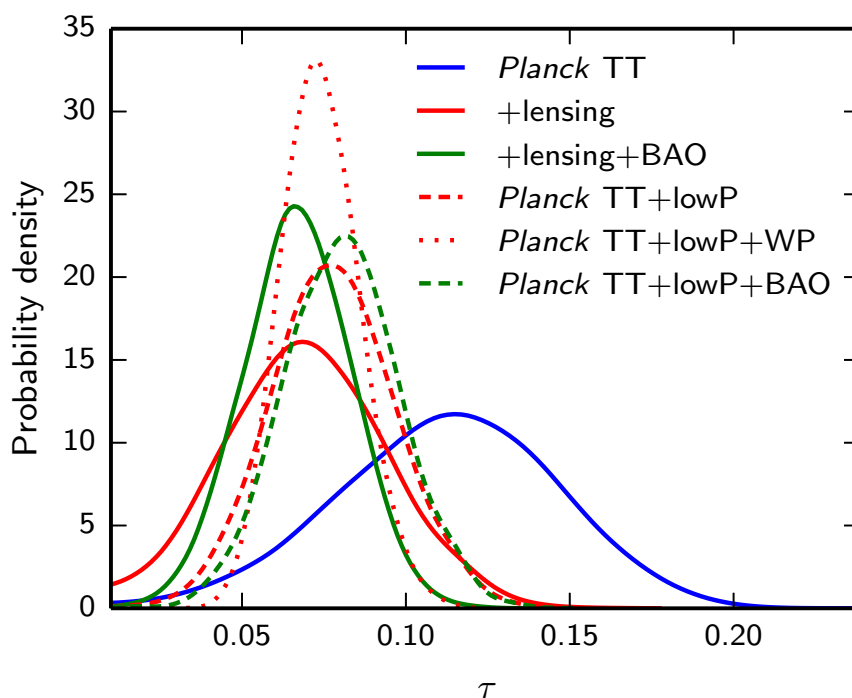 35
30
25
20
15
10
5
0
Probability density
Planck TT
+lensing
+lensing+BAO
Planck TT+lowP
Planck TT+lowP+WP
Planck TT+lowP+BAO
0.05 0.10 0.15 0.20
τ